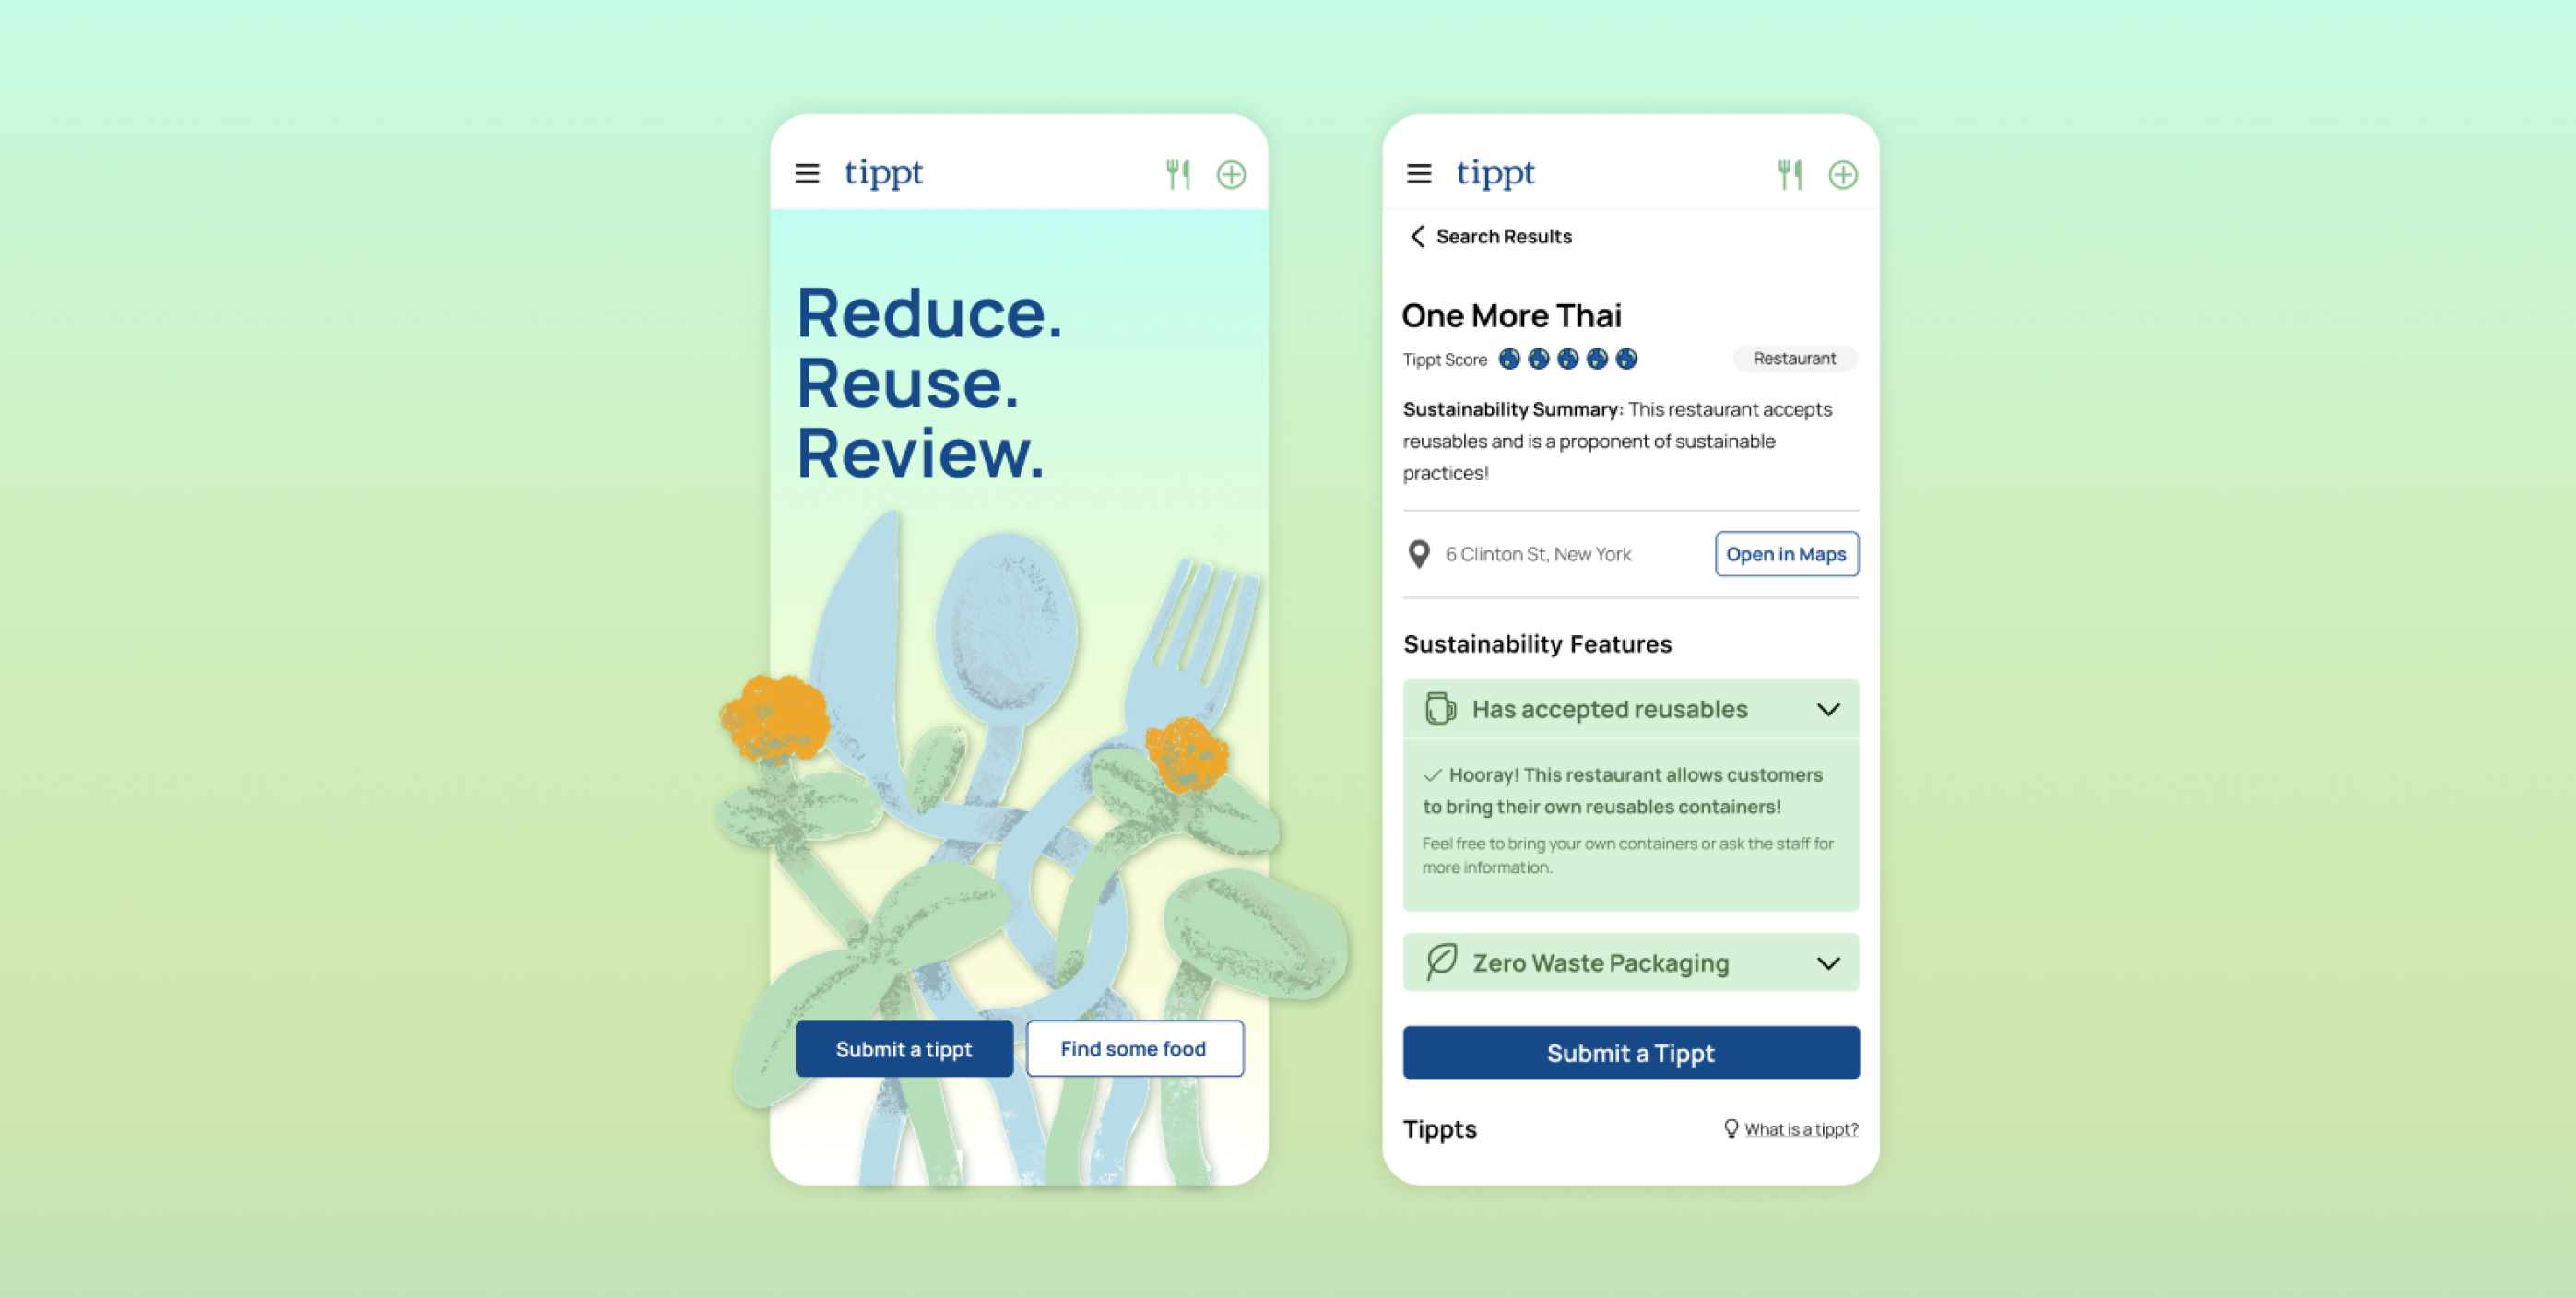 tippt
Reduce.
Reuse.
Review.
Submit a tippt
Find some food
tippt
Search Results
One More Thai
Tippt Score
Restaurant
Sustainability Summary: This restaurant accepts
reusables and is a proponent of sustainable
practices!
6 Clinton St, New York
Open in Maps
Sustainability Features
Has accepted reusables
Hooray! This restaurant allows customers
to bring their own reusables containers!
Feel free to bring your own containers or ask the staff for
more information.
Zero Waste Packaging
Submit a Tippt
Tippts
What is a tippt?